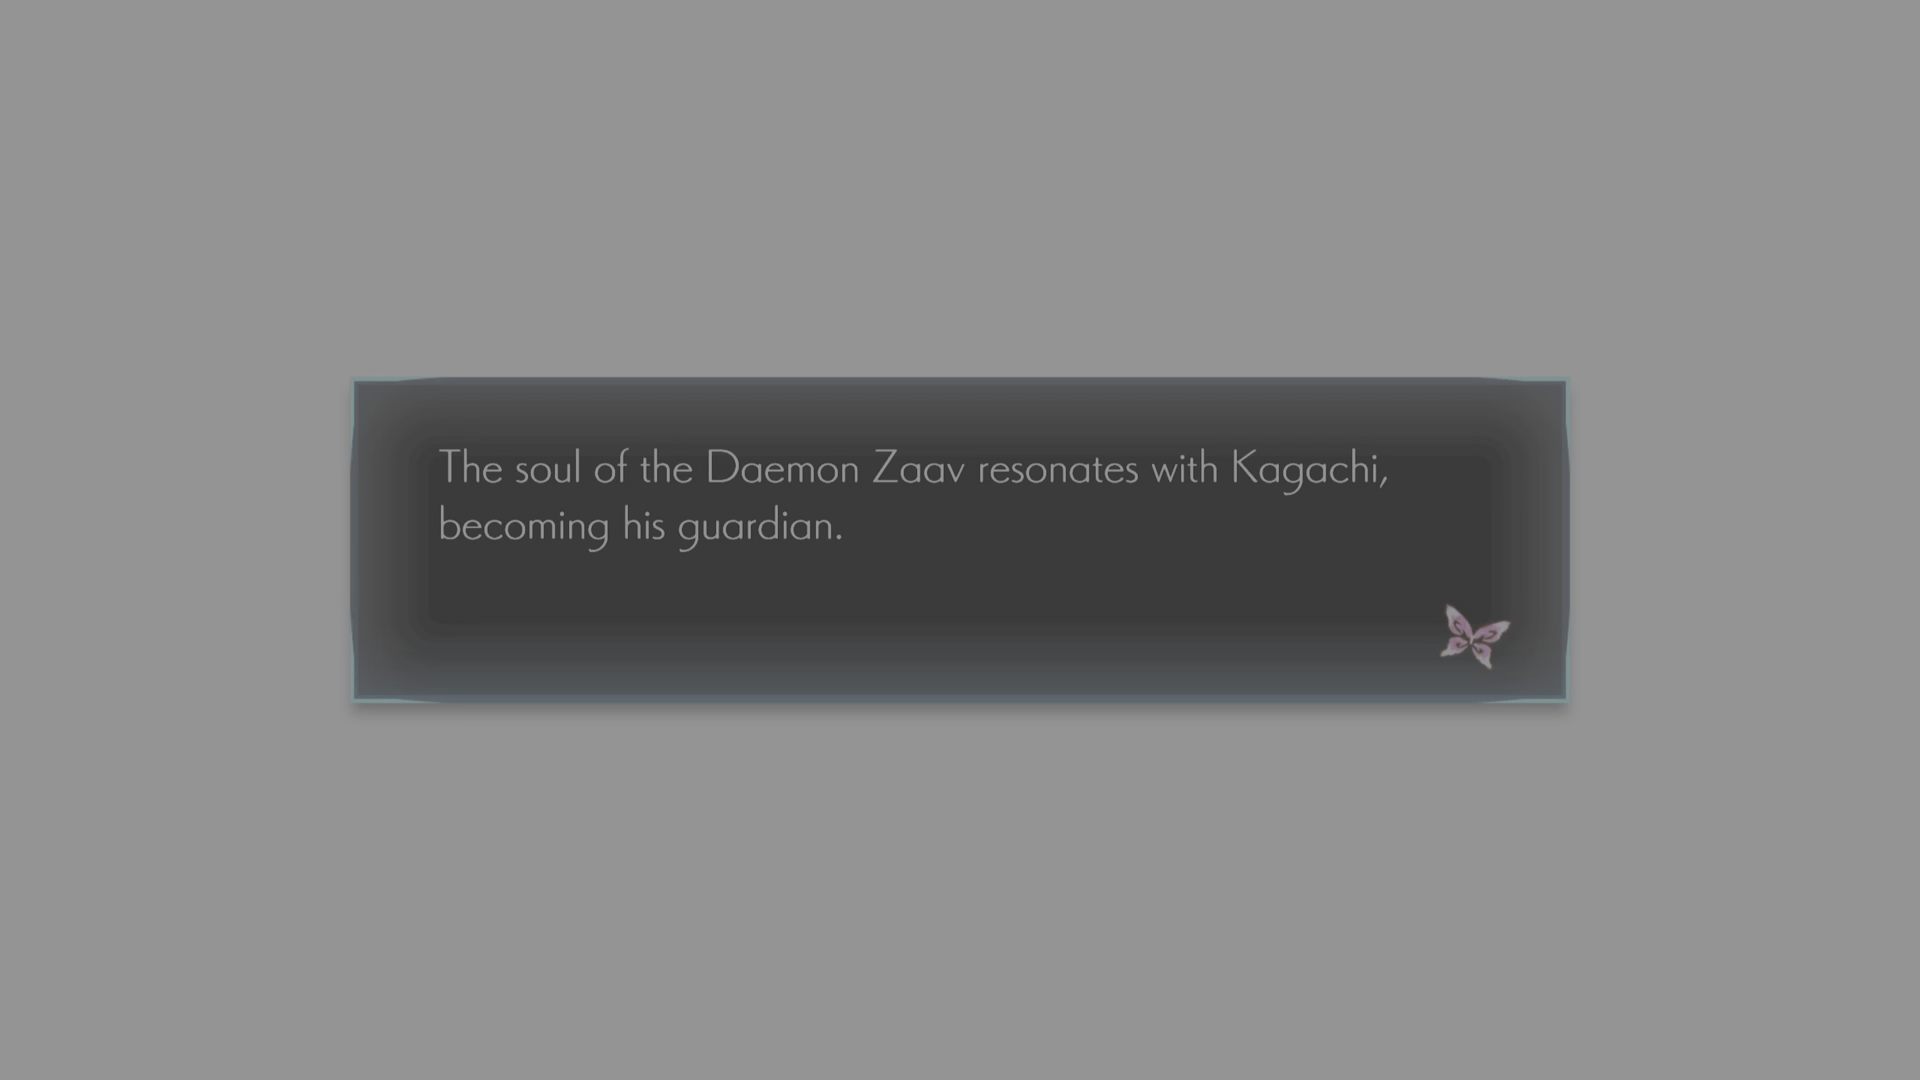 The soul of the Daemon Zaav resonates with Kagachi,
becoming his guardian.